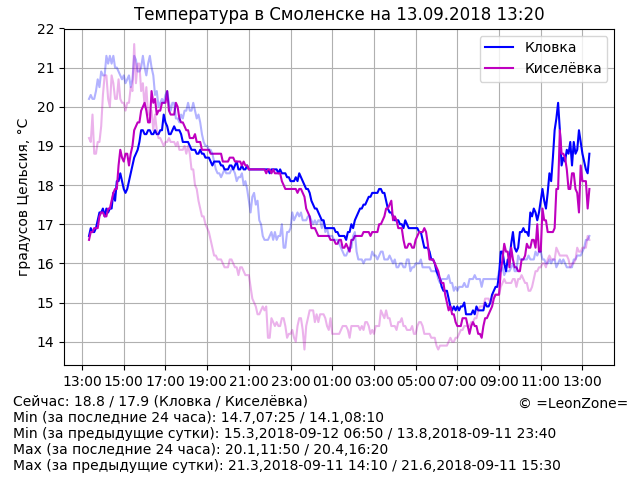 Температура в Смоленске на 13.09.2018 13:20
22
21
20
19
18
17
16
15
14
градусов Цельсия, °C
Кловка
Киселёвка
13:00 15:00 17:00 19:00 21:00 23:00 01:00 03:00 05:00 07:00 09:00 11:00 13:00
Сейчас: 18.8 / 17.9 (Кловка / Киселёвка)
© =LeonZone=
Min (за последние 24 часа): 14.7,07:25 / 14.1,08:10
Min (за предыдущие сутки): 15.3,2018-09-12 06:50 / 13.8,2018-09-11 23:40
Max (за последние 24 часа): 20.1,11:50 / 20.4,16:20
Max (за предыдущие сутки): 21.3,2018-09-11 14:10 / 21.6,2018-09-11 15:30